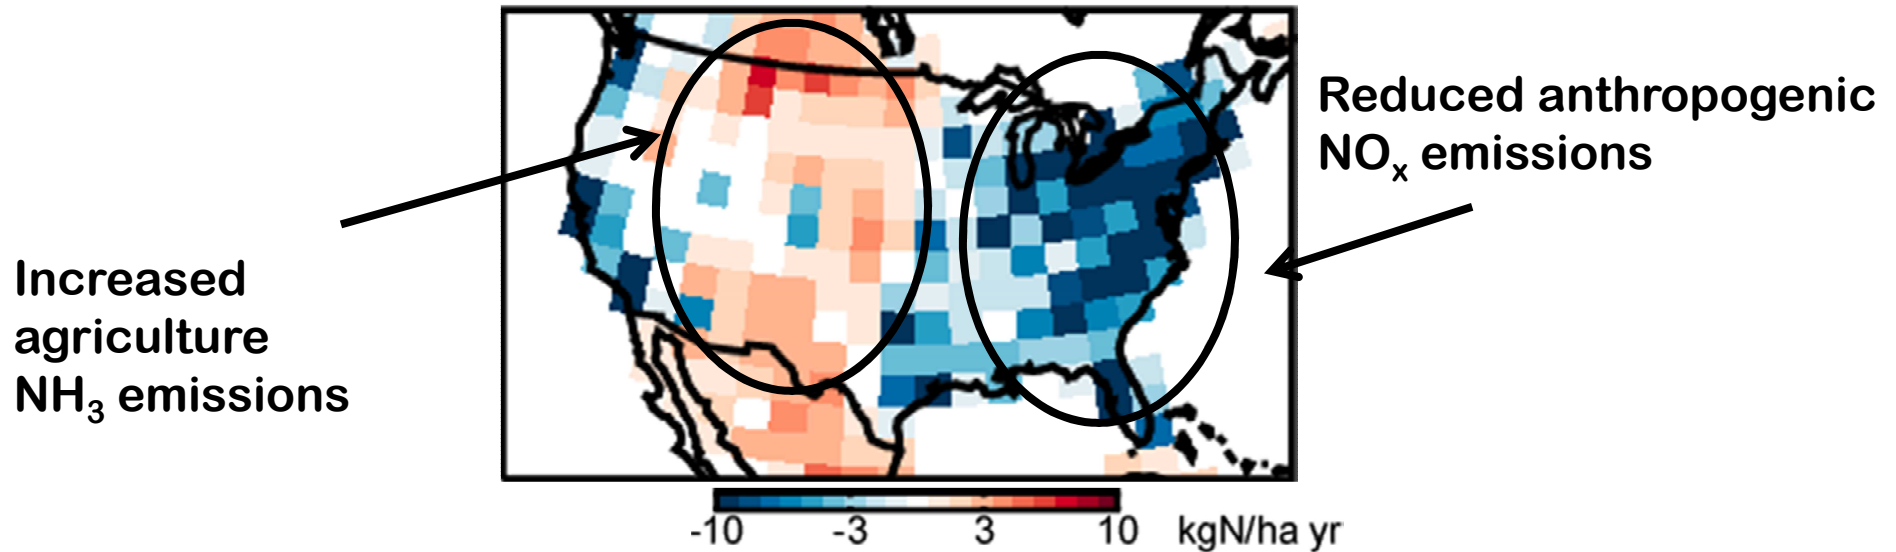 Reduced anthropogenic
NOx emissions
Increased
agriculture
NH3 emissions
-10 -3 3 10 kgN/ha yr